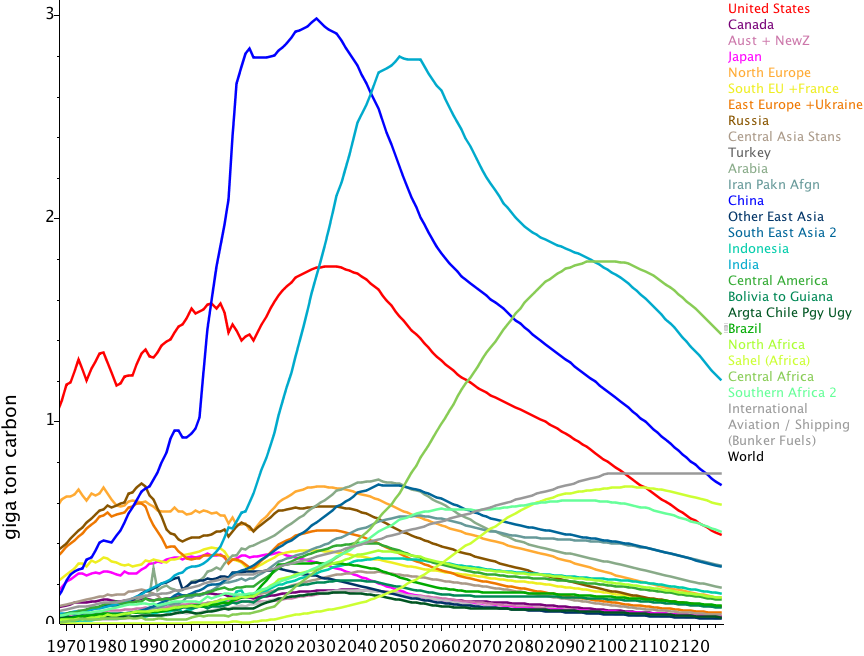 3
2
1
0
giga ton carbon
1970 1980 1990 2000 2010 2020 2030 2040 2050 2060 2070 2080 2090 2100 2110 2120
United States
Canada
Aust + NewZ
Japan
North Europe
South EU +France
East Europe +Ukraine
Russia
Central Asia Stans
Turkey
Arabia
Iran Pakn Afgn
China
Other East Asia
South East Asia 2
Indonesia
India
Central America
Bolivia to Guiana
Argta Chile Pgy Ugy
Brazil
North Africa
Sahel (Africa)
Central Africa
Southern Africa 2
International
Aviation / Shipping
(Bunker Fuels)
World